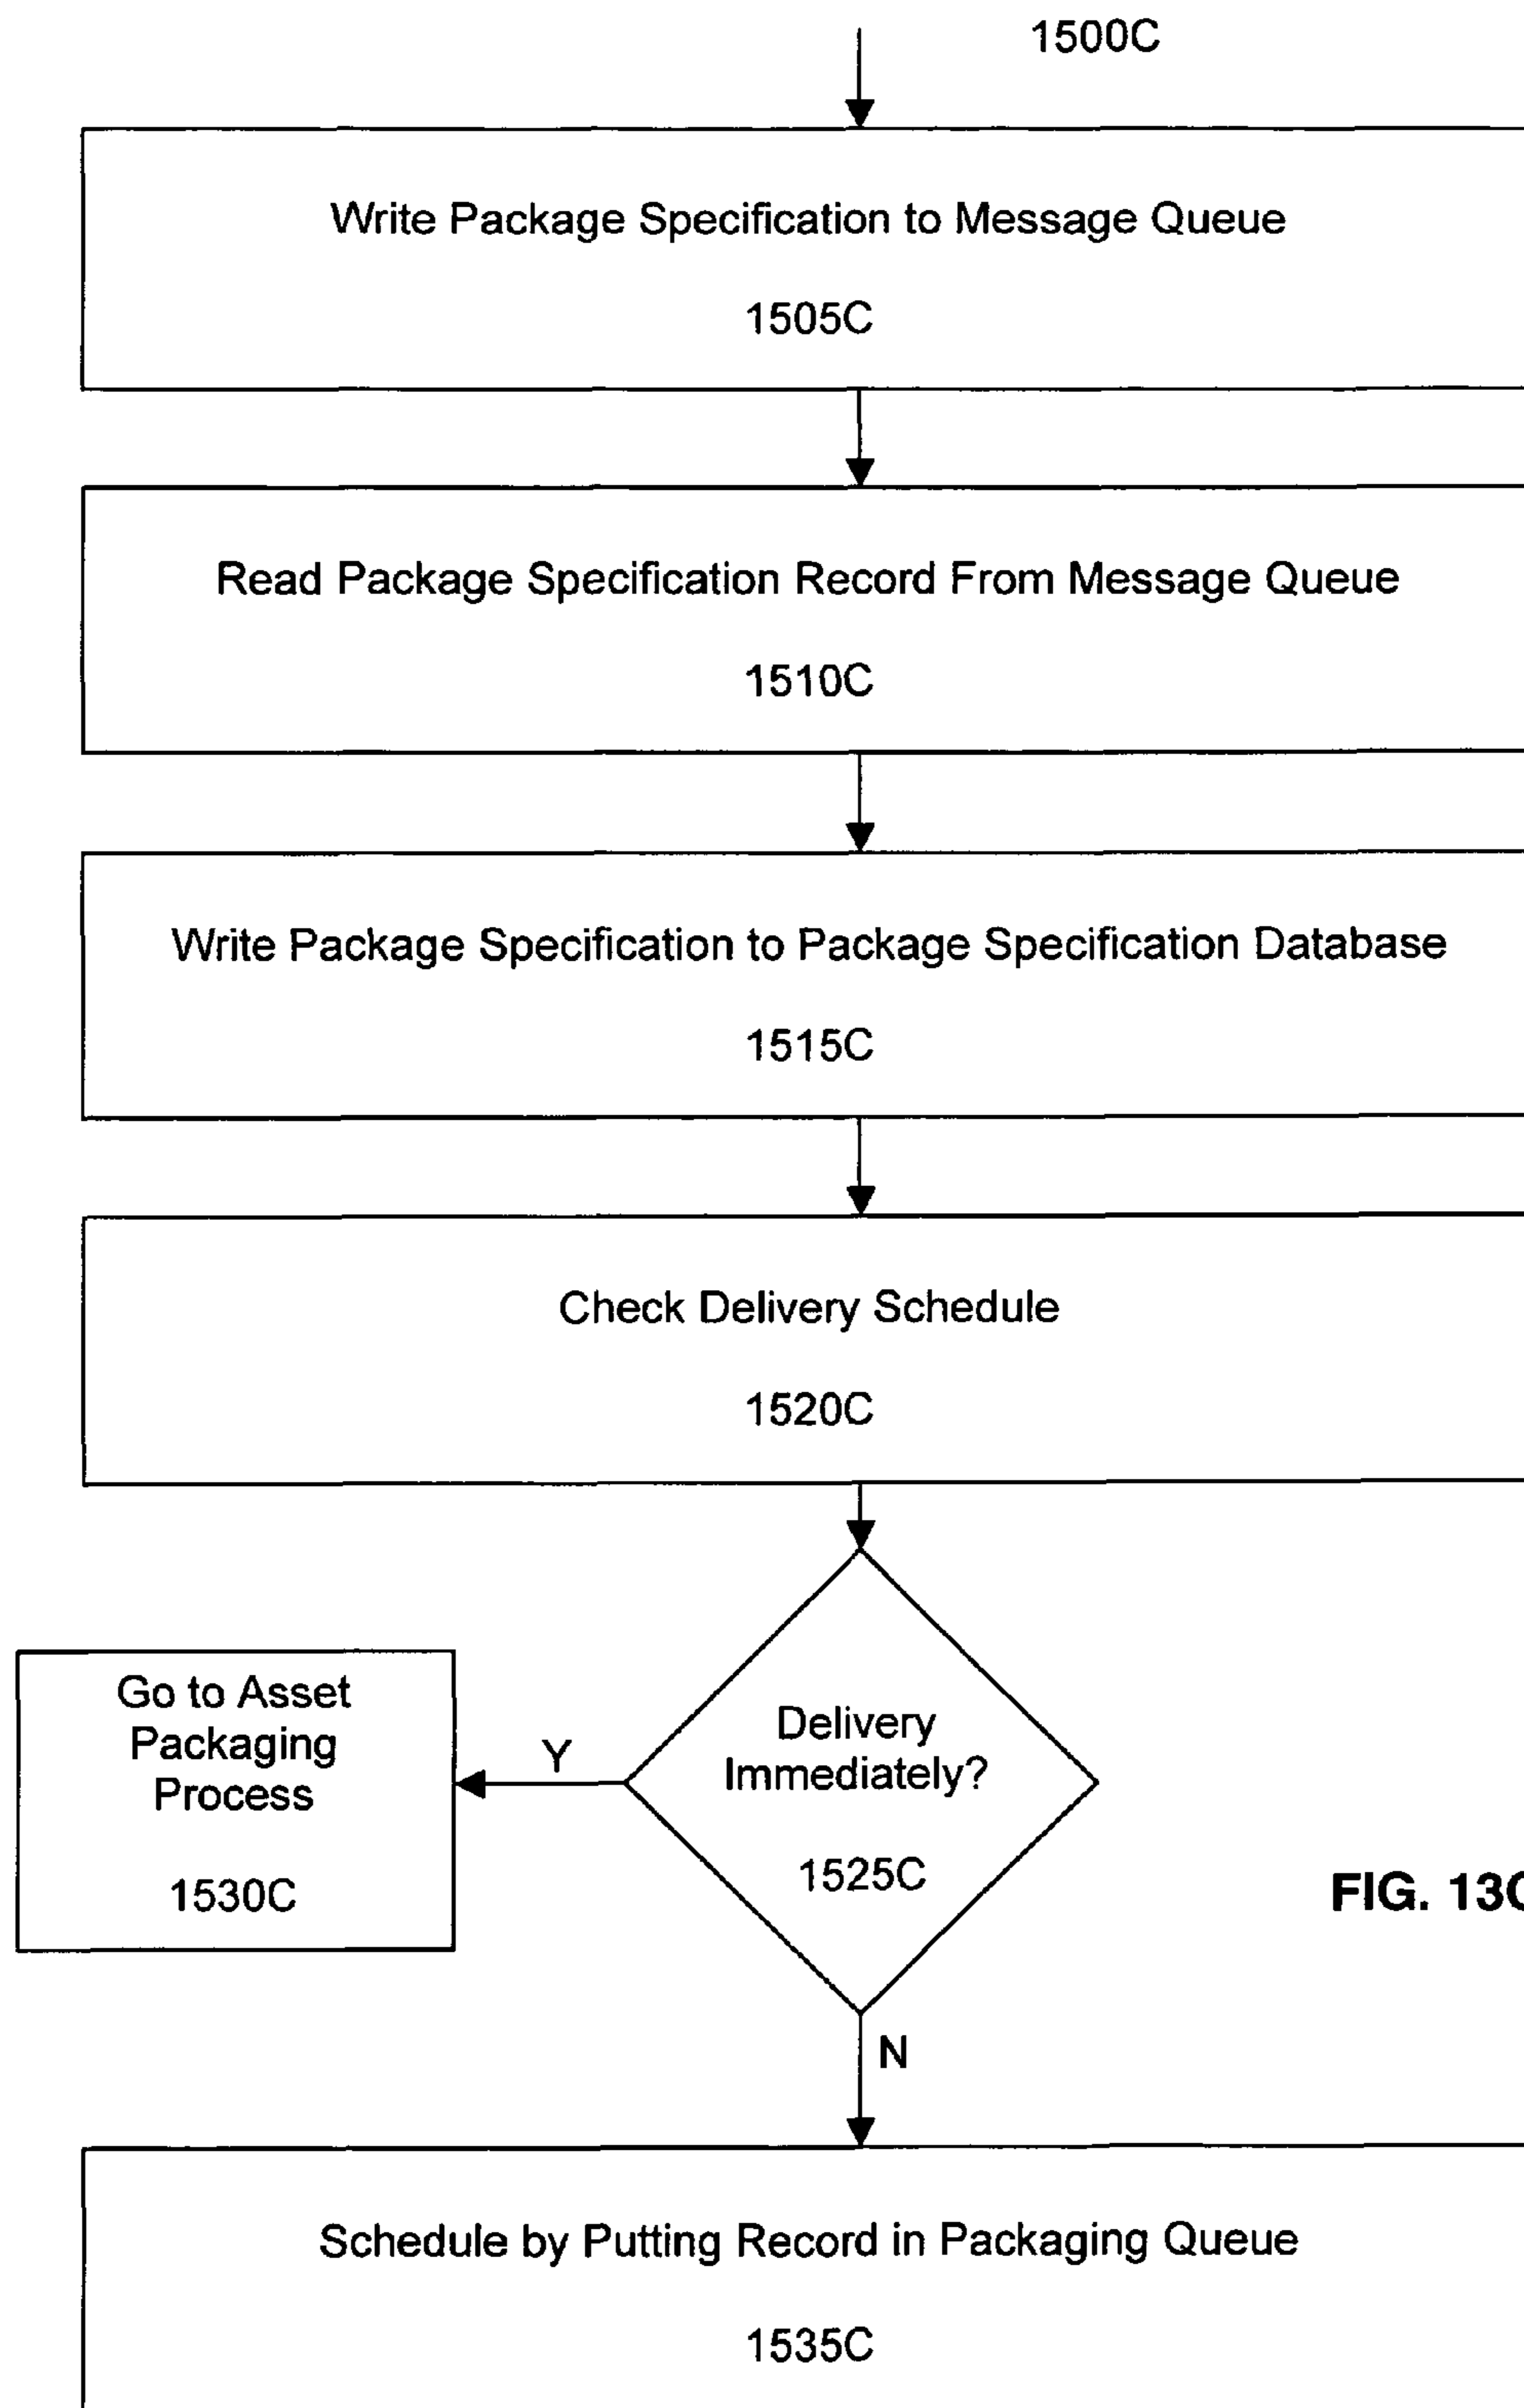 1500C
Write Package Specification to Message Queue
1505C
Read Package Specification Record From Message Queue
1510C
Write Package Specification to Package Specification Database
1515C
Check Delivery Schedule
1520C
Go to Asset
Packaging
Process
1530C
Y
Delivery
Immediately?
1525C
FIG. 13C
N
Schedule by Putting Record in Packaging Queue
1535C